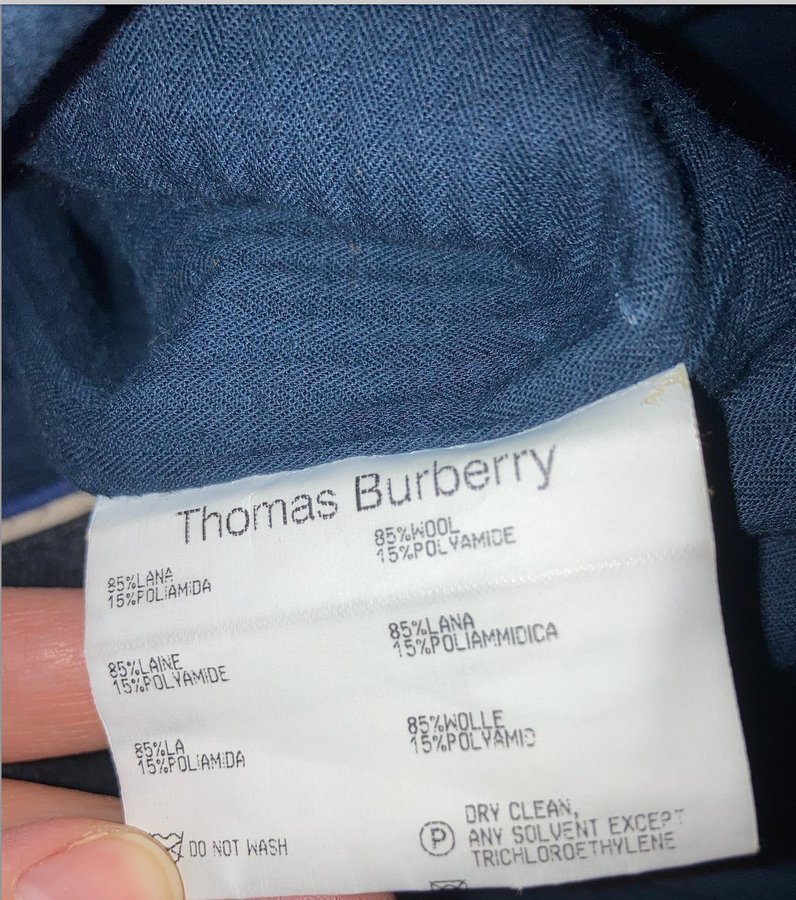 Thomas Burberry
85%WOOL
15%POLYAMIDE
85%LANA
15%POLIAMIDA
85%LANA
15%POLIAMMIDICA
85%LAINE
15%POLYAMIDE
85%WOLLE
15%POLYAMID
85%LA
15%POLIAMIDA
DO NOT WASH
P
DRY CLEAN,
ANY SOLVENT EXCEPT
TRICHLOROETHYLENE